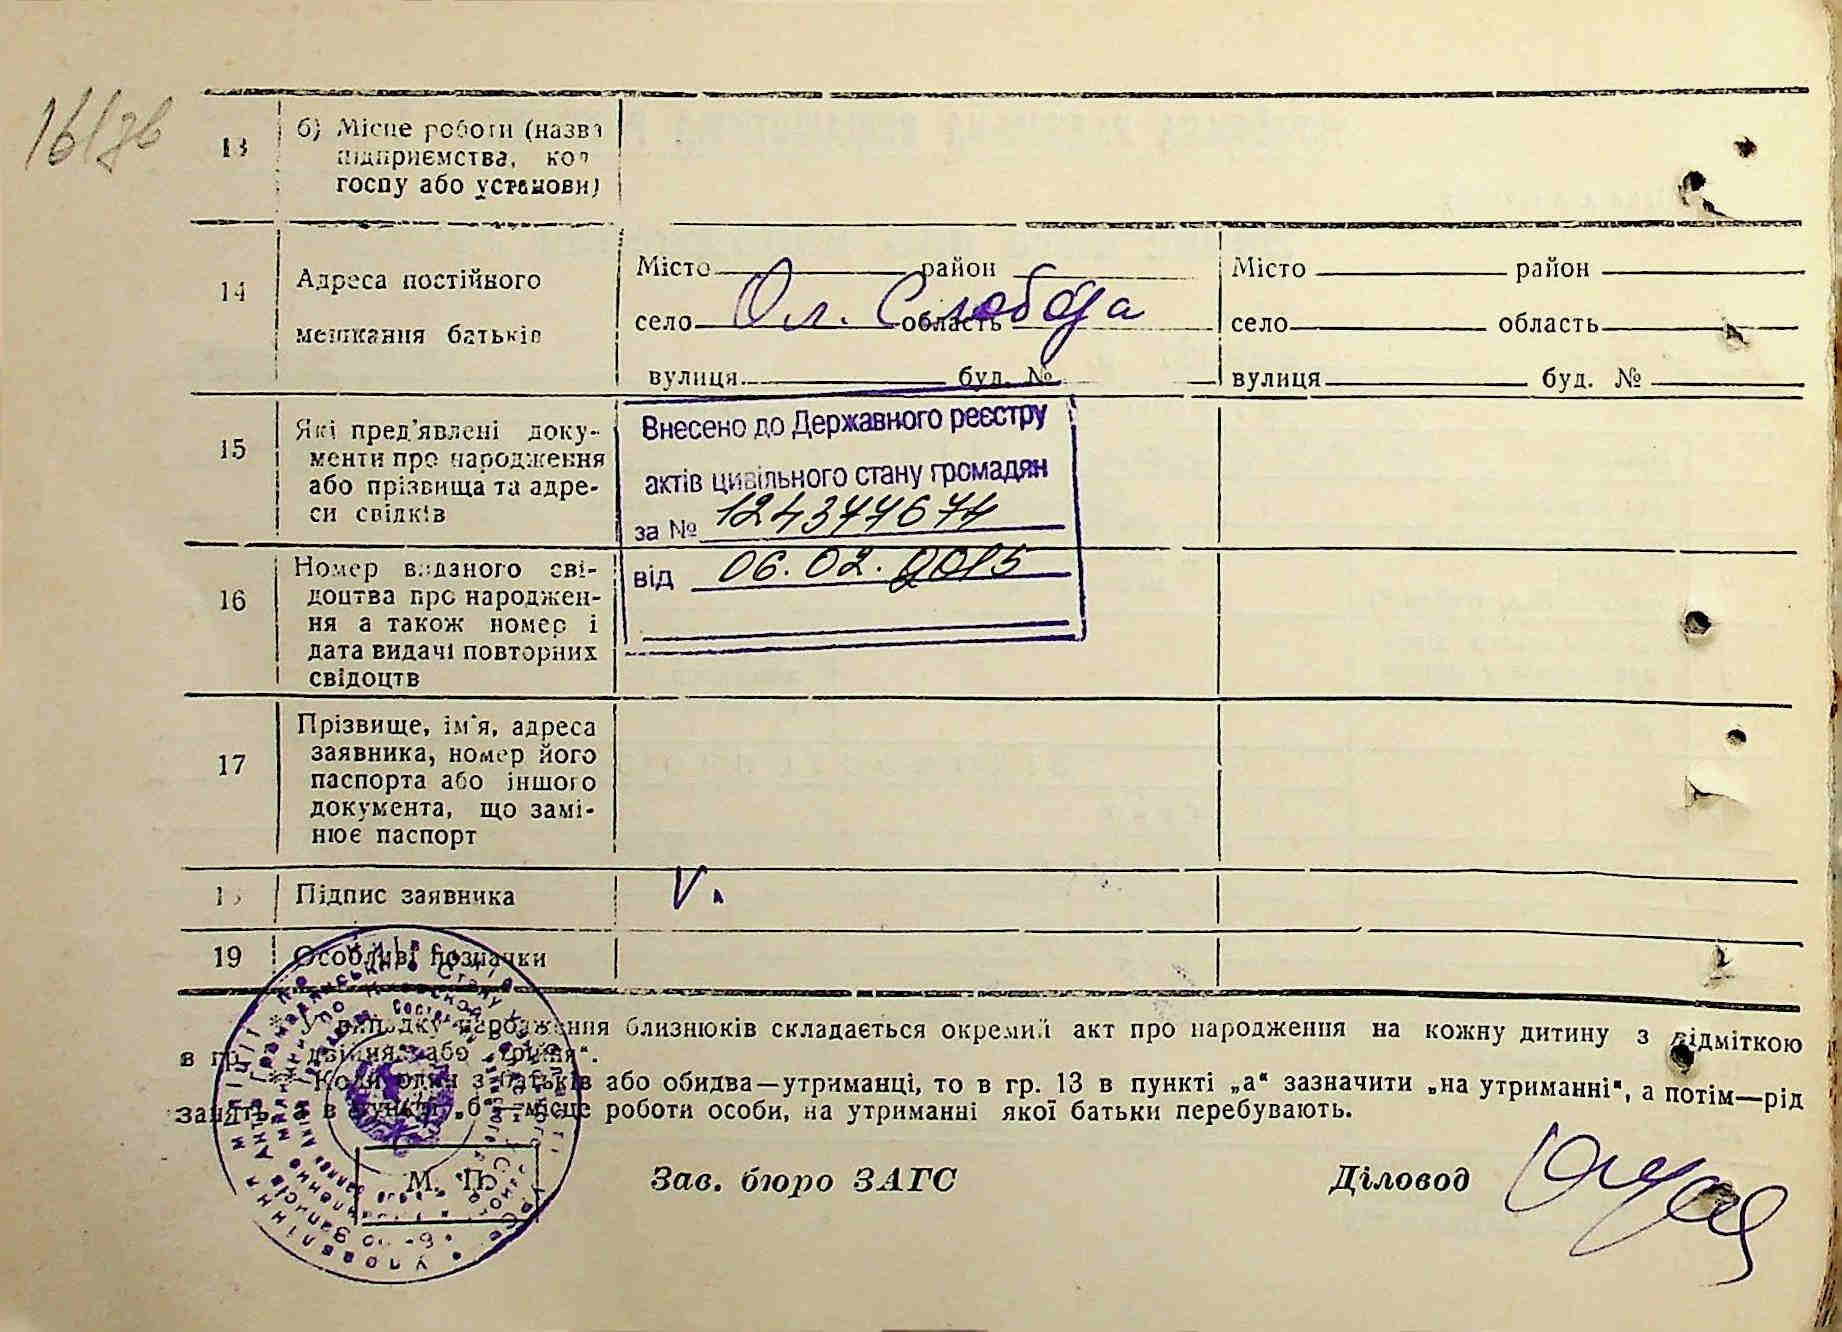 16/зв
13 б) Місце роботи (назва
підприємства, кол
госпу або установи)
14 Адреса постійного
мешкання батьків
Місто район
село Ол. Слобода область
вулиця буд. №
Місто район
село область
вулиця буд. №
15 Які пред'явлені доку-
менти про народження
або прізвища та адре-
си свідків
Внесено до Державного реєстру
актів цивільного стану громадян
за №
від 06.02.2015
16 Номер виданого сві-
доцтва про народжен-
ня а також номер і
дата видачі повторних
свідоцтв
17 Прізвище, ім'я, адреса
заявника, номер його
паспорта або іншого
документа, що замі-
нює паспорт
Підпис заявника V.
19 Особливі позначки
* У випадку народження близнюків складається окремий акт про народження на кожну дитину з відміткою
в гр. двійня" або "трійня".
* Коли один з батьків або обидва—утриманці, то в гр. 13 в пункті „а" зазначити „на утриманні", а потім—рід
занять, а в пункті „б"—місце роботи особи, на утриманні якої батьки перебувають.
М. П.
Зав. бюро ЗАГС
Діловод